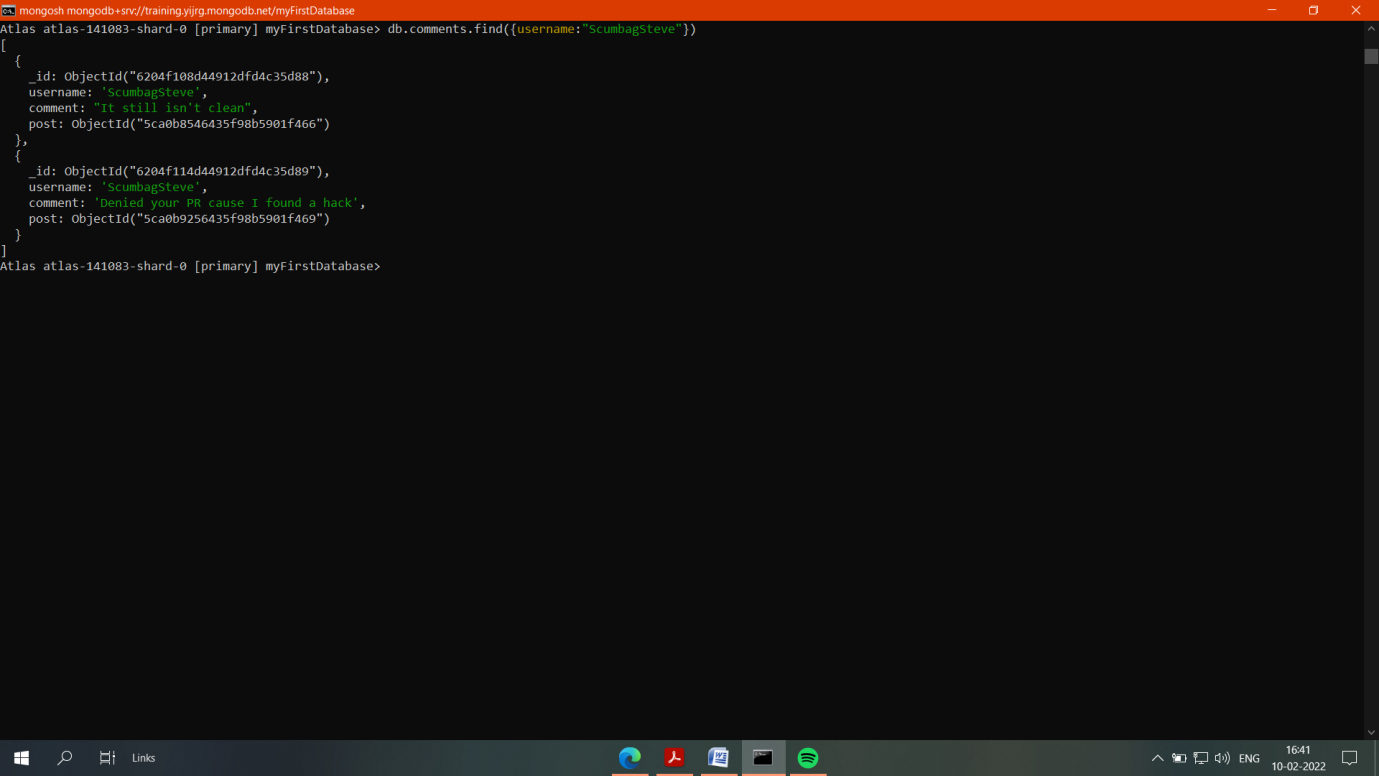 mongosh mongodb+srv://training.yijrg.mongodb.net/myFirstDatabase
Atlas atlas-141083-shard-0 [primary] myFirstDatabase> db.comments.find({username:"ScumbagSteve"})
[
  {
    _id: ObjectId("6204f108d44912dfd4c35d88"),
    username: 'ScumbagSteve',
    comment: "It still isn't clean",
    post: ObjectId("5ca0b8546435f98b5901f466")
  },
  {
    _id: ObjectId("6204f114d44912dfd4c35d89"),
    username: 'ScumbagSteve',
    comment: 'Denied your PR cause I found a hack',
    post: ObjectId("5ca0b9256435f98b5901f469")
  }
]
Atlas atlas-141083-shard-0 [primary] myFirstDatabase>
Links
ENG
16:41
10-02-2022